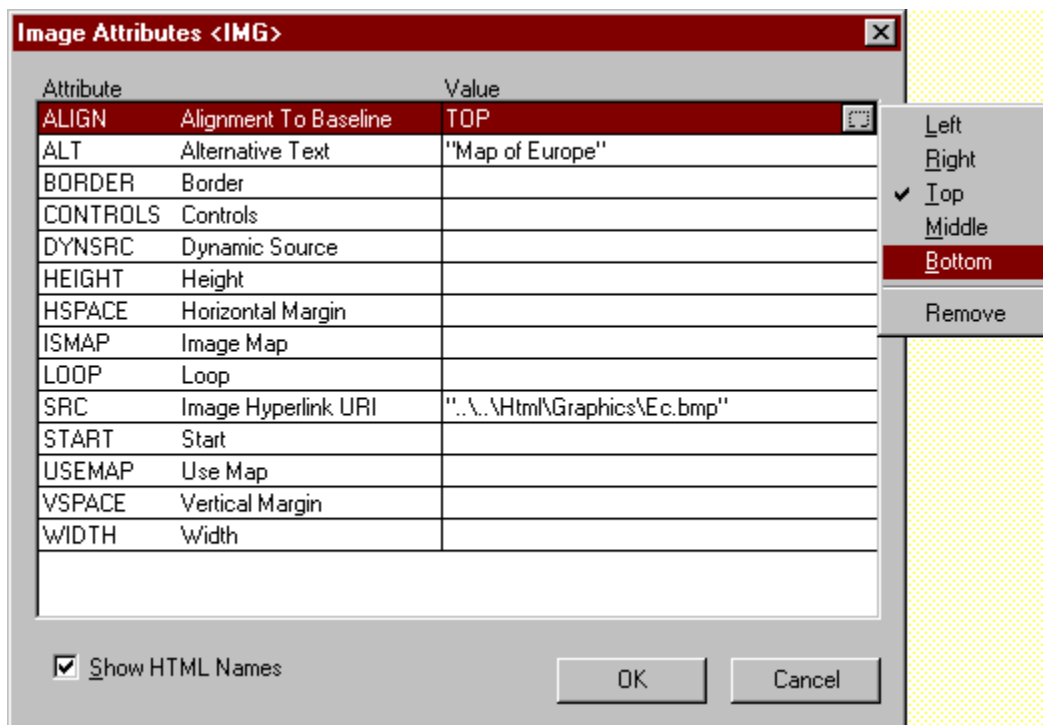 Image Attributes <IMG>
Attribute Value
ALIGN Alignment To Baseline TOP
ALT Alternative Text "Map of Europe"
BORDER Border
CONTROLS Controls
DYNSRC Dynamic Source
HEIGHT Height
HSPACE Horizontal Margin
ISMAP Image Map
LOOP Loop
SRC Image Hyperlink URI "..\..\Html\Graphics\Ec.bmp"
START Start
USEMAP Use Map
VSPACE Vertical Margin
WIDTH Width
Show HTML Names
OK Cancel
Left
Right
Top
Middle
Bottom
Remove